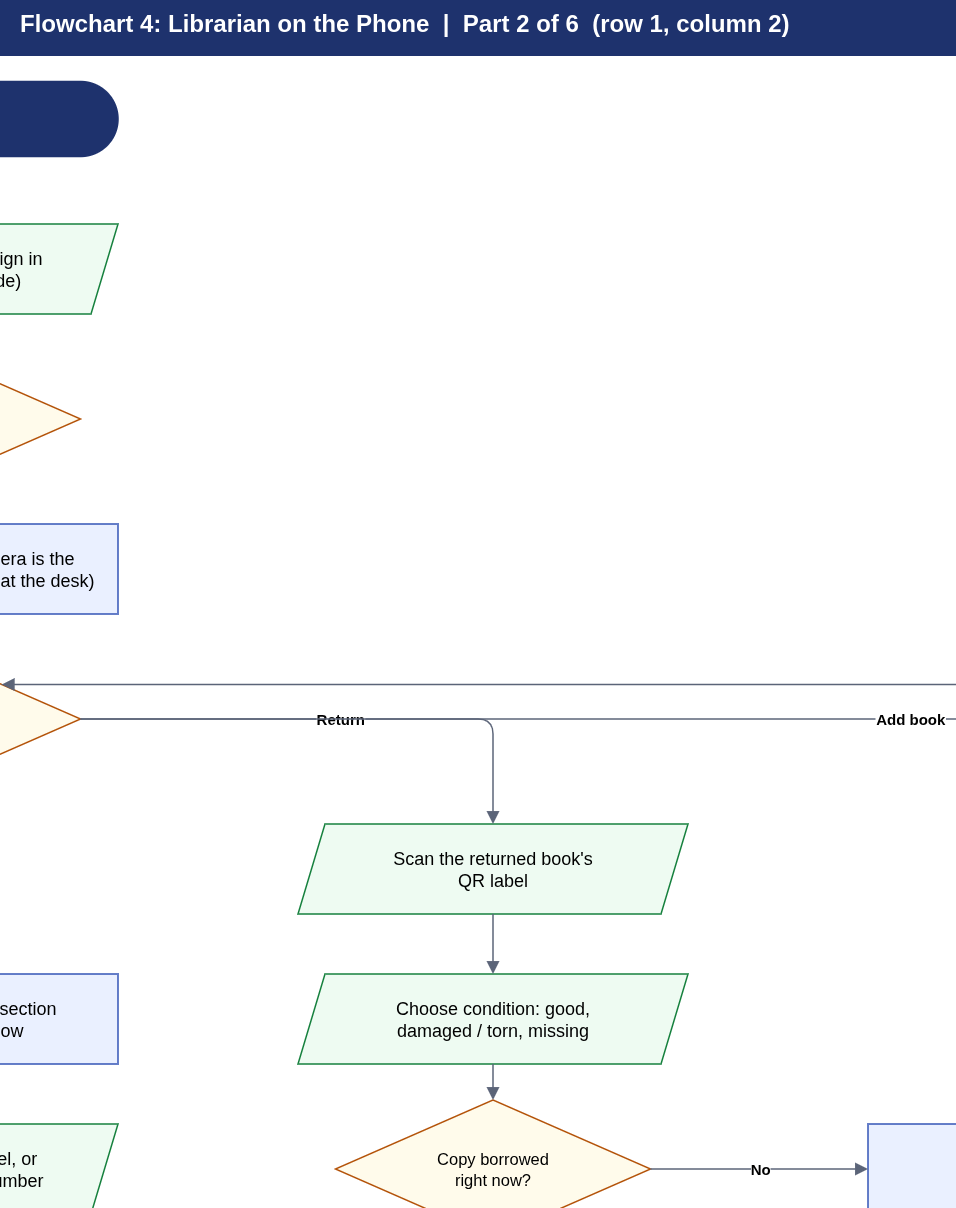 Flowchart 4: Librarian on the Phone | Part 2 of 6 (row 1, column 2)
ign in
de)
era is the
at the desk)
Return
Add book
Scan the returned book's
QR label
section
ow
Choose condition: good,
damaged / torn, missing
el, or
umber
Copy borrowed
right now?
No